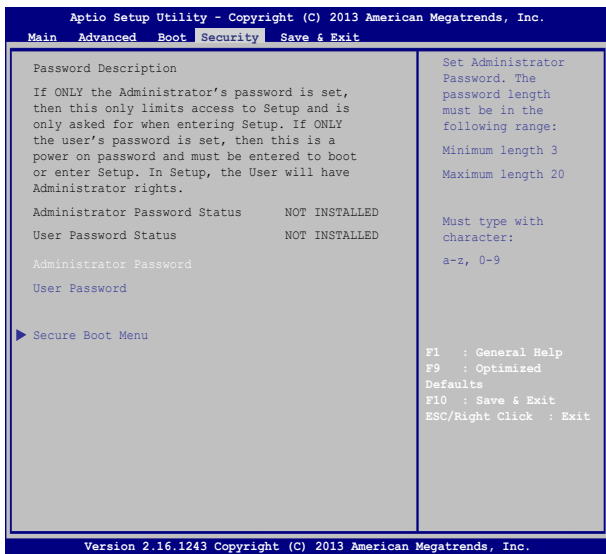 Aptio Setup Utility - Copyright (C) 2013 American Megatrends, Inc.
Main Advanced Boot Security Save & Exit
Password Description
If ONLY the Administrator's password is set,
then this only limits access to Setup and is
only asked for when entering Setup. If ONLY
the user's password is set, then this is a
power on password and must be entered to boot
or enter Setup. In Setup, the User will have
Administrator rights.
Administrator Password Status NOT INSTALLED
User Password Status NOT INSTALLED
Administrator Password
User Password
Secure Boot Menu
Set Administrator
Password. The
password length
must be in the
following range:
Minimum length 3
Maximum length 20
Must type with
character:
a-z, 0-9
F1 : General Help
F9 : Optimized
Defaults
F10 : Save & Exit
ESC/Right Click : Exit
Version 2.16.1243 Copyright (C) 2013 American Megatrends, Inc.